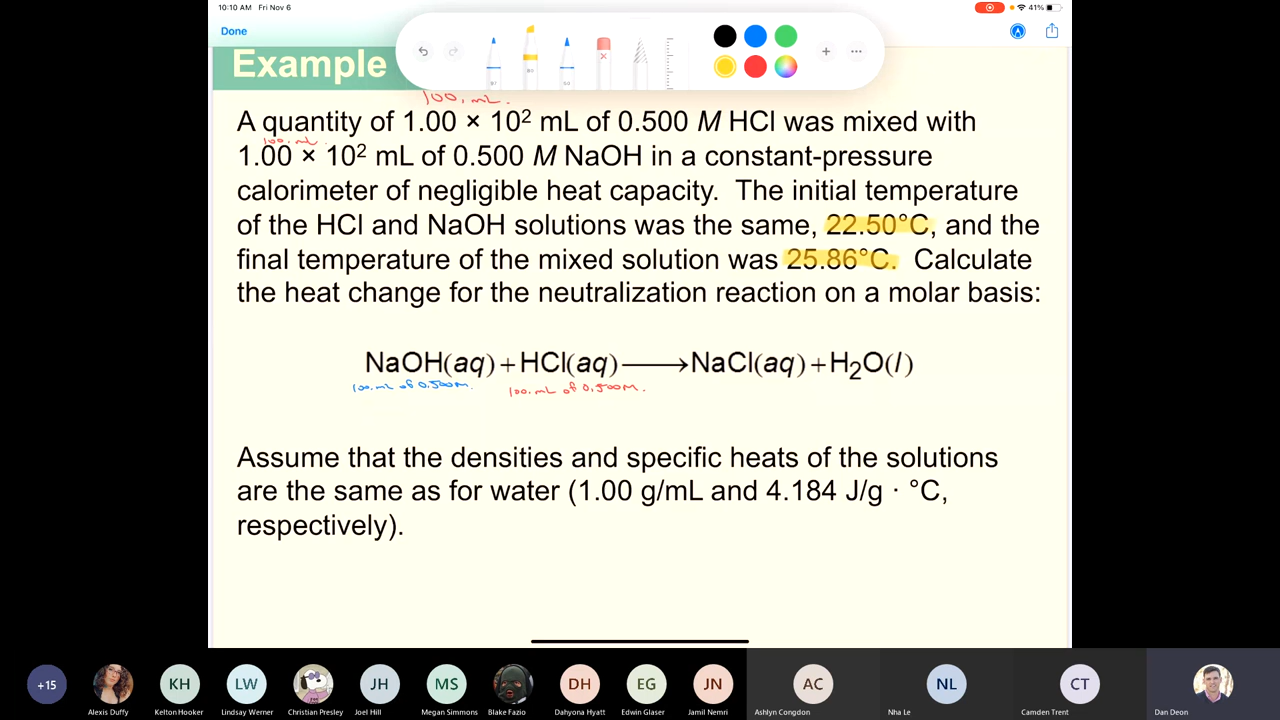 10:10 AM Fri Nov 6
41%
Done
Example
100. mL.
A quantity of 1.00 × 10² mL of 0.500 M HCl was mixed with
100. mL.
1.00 × 10² mL of 0.500 M NaOH in a constant-pressure
calorimeter of negligible heat capacity. The initial temperature
of the HCl and NaOH solutions was the same, 22.50°C, and the
final temperature of the mixed solution was 25.86°C. Calculate
the heat change for the neutralization reaction on a molar basis:
NaOH(aq) + HCl(aq) ⟶ NaCl(aq) + H₂O(l)
100. mL of 0.500M. 100. mL of 0.500M.
Assume that the densities and specific heats of the solutions
are the same as for water (1.00 g/mL and 4.184 J/g · °C,
respectively).
+15 KH LW JH MS DH EG JN AC NL CT
Alexis Duffy Kelton Hooker Lindsay Werner Christian Presley Joel Hill Megan Simmons Blake Fazio Dahyona Hyatt Edwin Glaser Jamil Nemri Ashlyn Congdon Nha Le Camden Trent Dan Deon